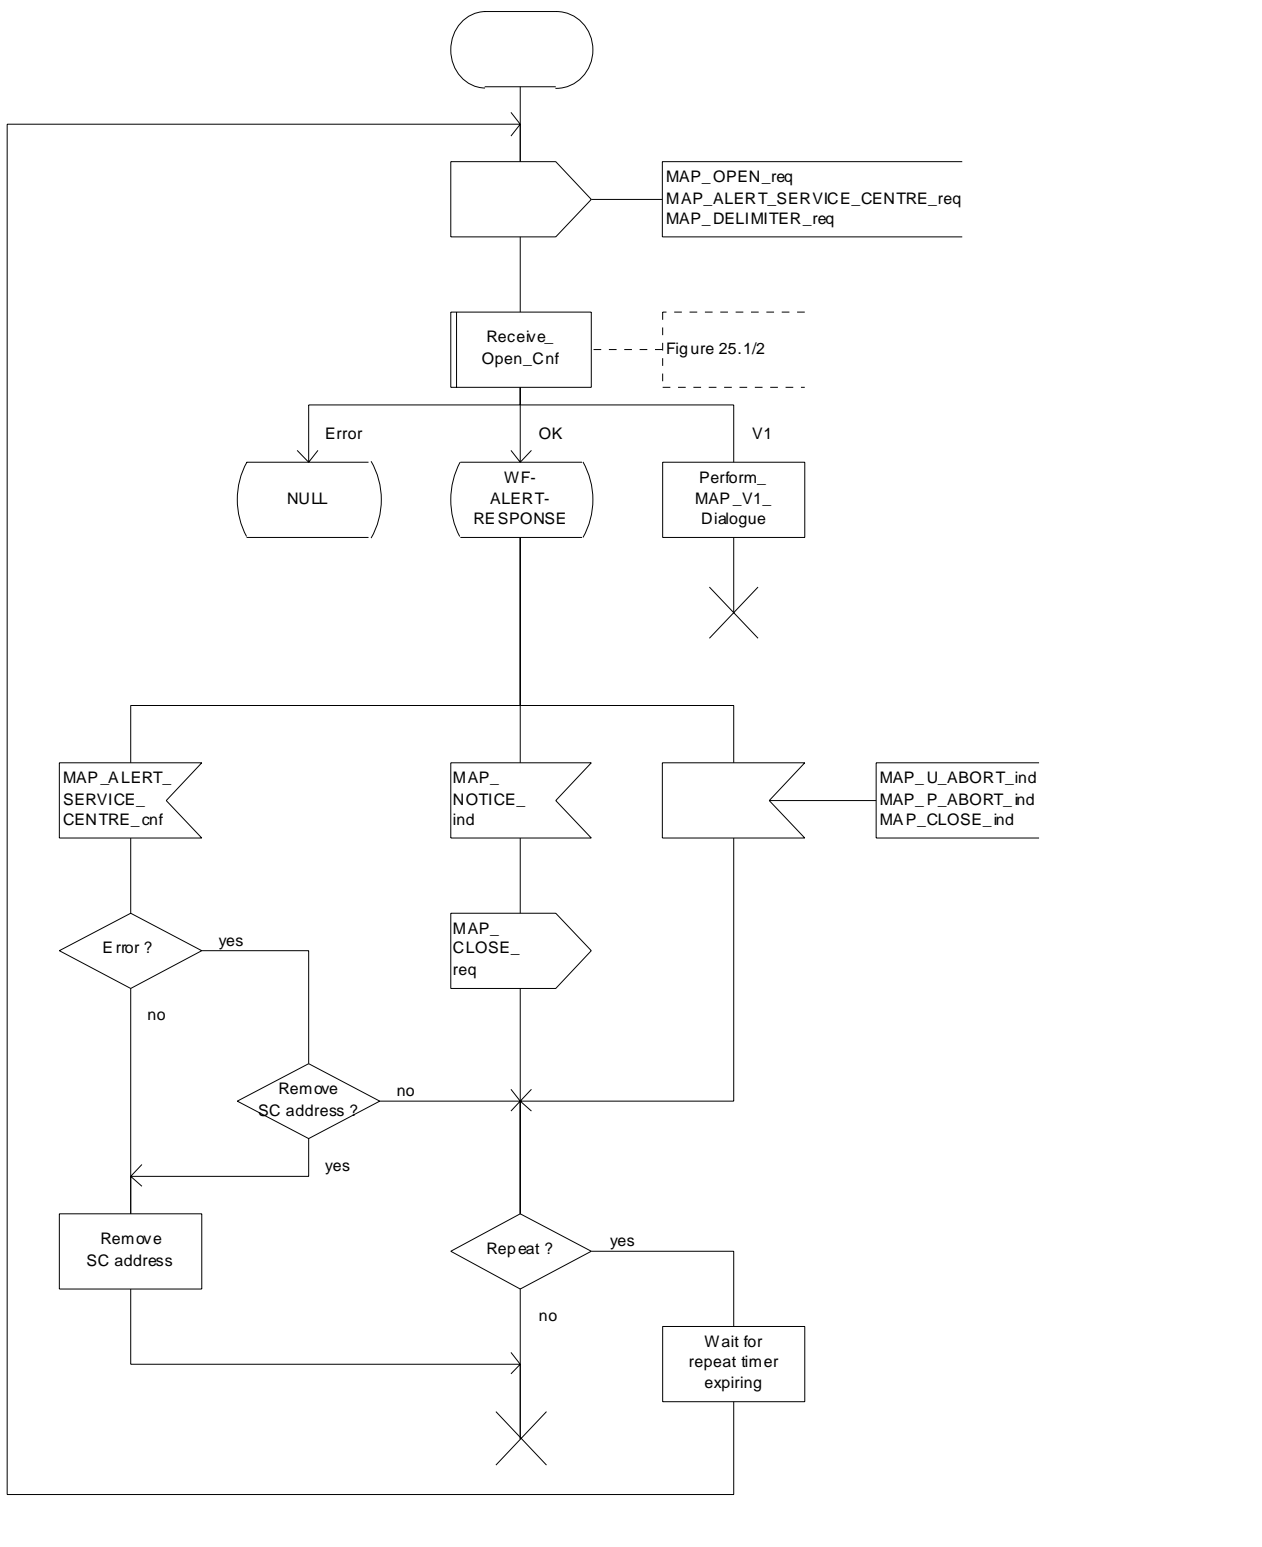 MAP_OPEN_req
MAP_ALERT_SERVICE_CENTRE_req
MAP_DELIMITER_req
Receive_
Open_Cnf
Figure 25.1/2
Error
OK
V1
NULL
WF-
ALERT-
RESPONSE
Perform_
MAP_V1_
Dialogue
MAP_ALERT_
SERVICE_
CENTRE_cnf
MAP_
NOTICE_
ind
MAP_U_ABORT_ind
MAP_P_ABORT_ind
MAP_CLOSE_ind
Error ?
yes
MAP_
CLOSE_
req
no
Remove
SC address ?
no
yes
Remove
SC address
Repeat ?
yes
no
Wait for
repeat timer
expiring